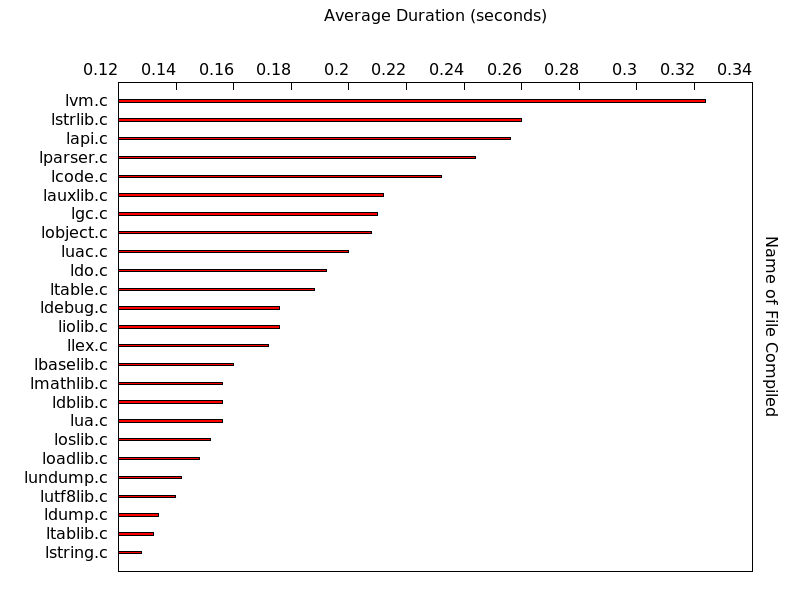 Average Duration (seconds)
0.12 0.14 0.16 0.18 0.2 0.22 0.24 0.26 0.28 0.3 0.32 0.34
lvm.c
lstrlib.c
lapi.c
lparser.c
lcode.c
lauxlib.c
lgc.c
lobject.c
luac.c
ldo.c
ltable.c
ldebug.c
liolib.c
llex.c
lbaselib.c
lmathlib.c
ldblib.c
lua.c
loslib.c
loadlib.c
lundump.c
lutf8lib.c
ldump.c
ltablib.c
lstring.c
Name of File Compiled